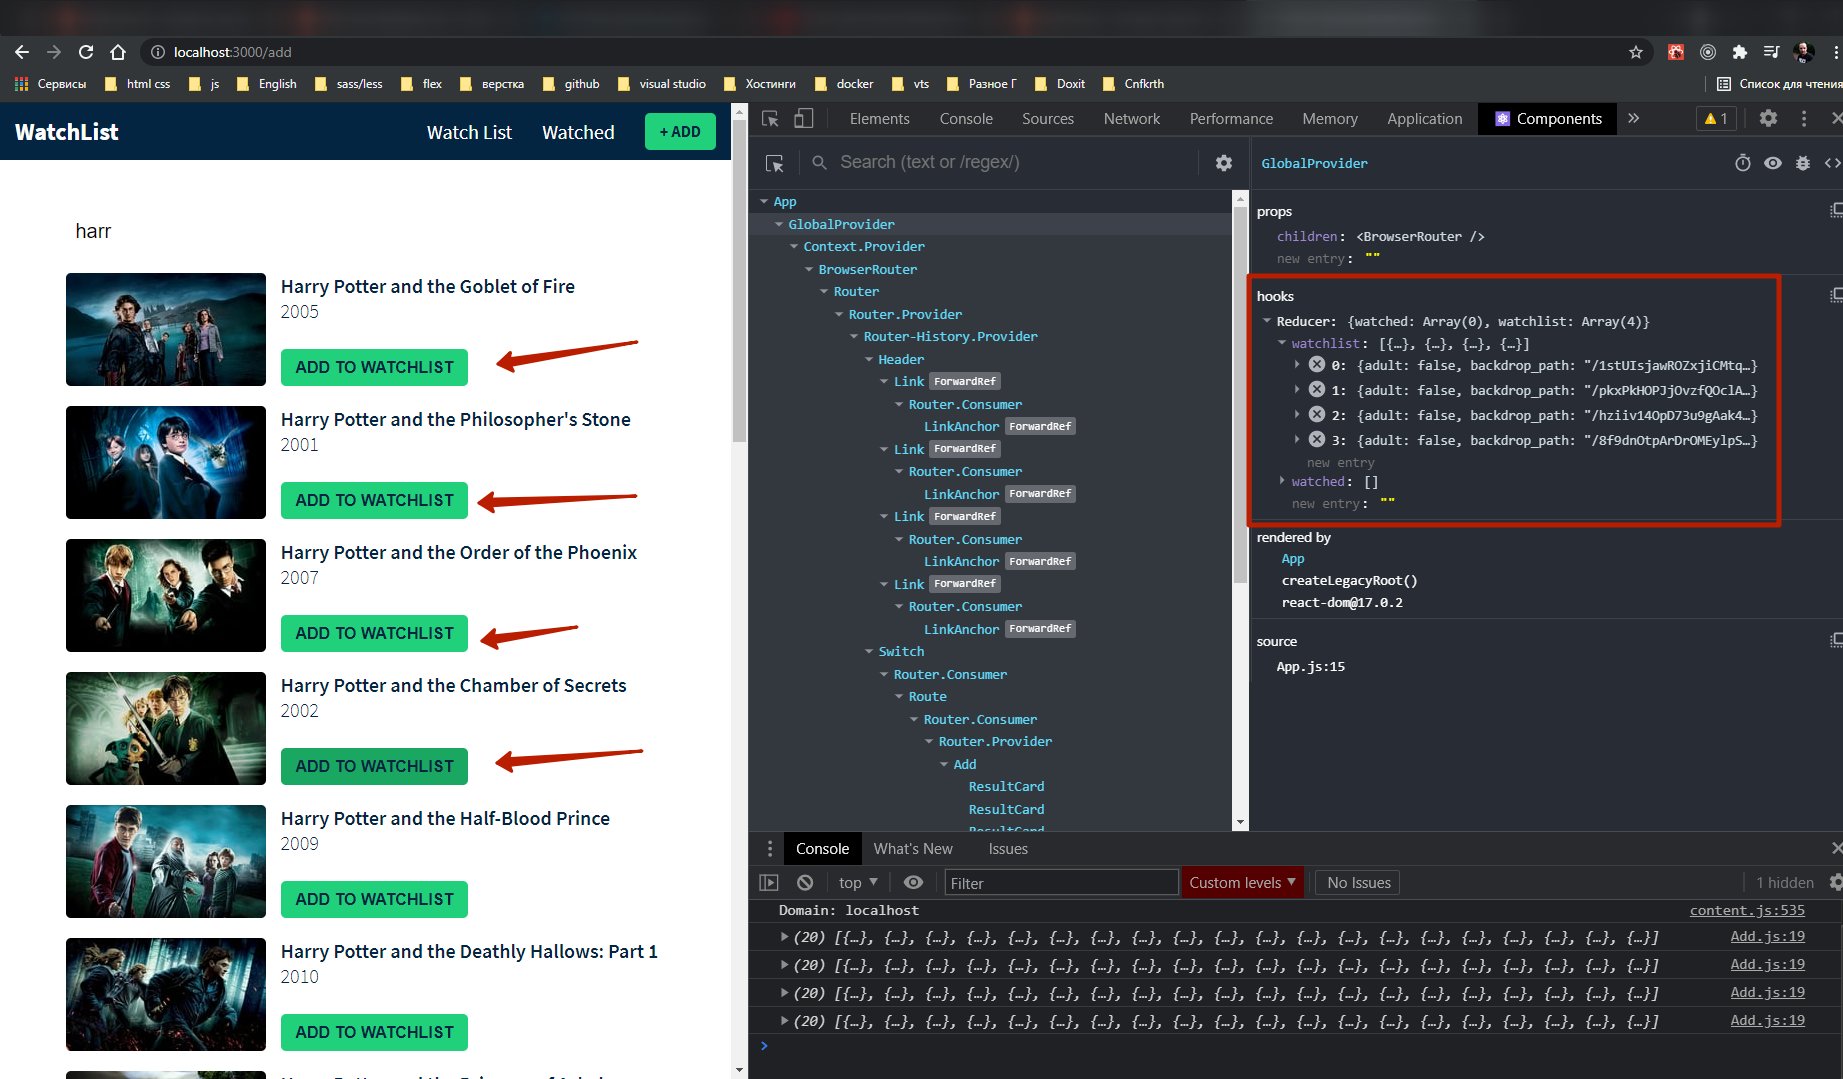 localhost:3000/add
Сервисы html css js English sass/less flex верстка github visual studio Хостинги docker vts Разное Г Doxit Cnfkrth Список для чтения
WatchList Watch List Watched + ADD
harr
Harry Potter and the Goblet of Fire
2005
ADD TO WATCHLIST
Harry Potter and the Philosopher's Stone
2001
ADD TO WATCHLIST
Harry Potter and the Order of the Phoenix
2007
ADD TO WATCHLIST
Harry Potter and the Chamber of Secrets
2002
ADD TO WATCHLIST
Harry Potter and the Half-Blood Prince
2009
ADD TO WATCHLIST
Harry Potter and the Deathly Hallows: Part 1
2010
ADD TO WATCHLIST
Elements Console Sources Network Performance Memory Application Components » 1
Search (text or /regex/)
App
GlobalProvider
Context.Provider
BrowserRouter
Router
Router.Provider
Router-History.Provider
Header
Link ForwardRef
Router.Consumer
LinkAnchor ForwardRef
Link ForwardRef
Router.Consumer
LinkAnchor ForwardRef
Link ForwardRef
Router.Consumer
LinkAnchor ForwardRef
Link ForwardRef
Router.Consumer
LinkAnchor ForwardRef
Switch
Router.Consumer
Route
Router.Consumer
Router.Provider
Add
ResultCard
ResultCard
ResultCard
GlobalProvider
props
children: <BrowserRouter />
new entry: ""
hooks
Reducer: {watched: Array(0), watchlist: Array(4)}
watchlist: [{…}, {…}, {…}, {…}]
0: {adult: false, backdrop_path: "/1stUIsjawROZxjiCMtq…}
1: {adult: false, backdrop_path: "/pkxPkHOPJjOvzfQOclA…}
2: {adult: false, backdrop_path: "/hziiv14OpD73u9gAak4…}
3: {adult: false, backdrop_path: "/8f9dnOtpArDrOMEylpS…}
new entry
watched: []
new entry: ""
rendered by
App
createLegacyRoot()
react-dom@17.0.2
source
App.js:15
Console What's New Issues
top Filter Custom levels No Issues 1 hidden
Domain: localhost content.js:535
(20) [{…}, {…}, {…}, {…}, {…}, {…}, {…}, {…}, {…}, {…}, {…}, {…}, {…}, {…}, {…}, {…}, {…}, {…}, {…}, {…}] Add.js:19
(20) [{…}, {…}, {…}, {…}, {…}, {…}, {…}, {…}, {…}, {…}, {…}, {…}, {…}, {…}, {…}, {…}, {…}, {…}, {…}, {…}] Add.js:19
(20) [{…}, {…}, {…}, {…}, {…}, {…}, {…}, {…}, {…}, {…}, {…}, {…}, {…}, {…}, {…}, {…}, {…}, {…}, {…}, {…}] Add.js:19
(20) [{…}, {…}, {…}, {…}, {…}, {…}, {…}, {…}, {…}, {…}, {…}, {…}, {…}, {…}, {…}, {…}, {…}, {…}, {…}, {…}] Add.js:19